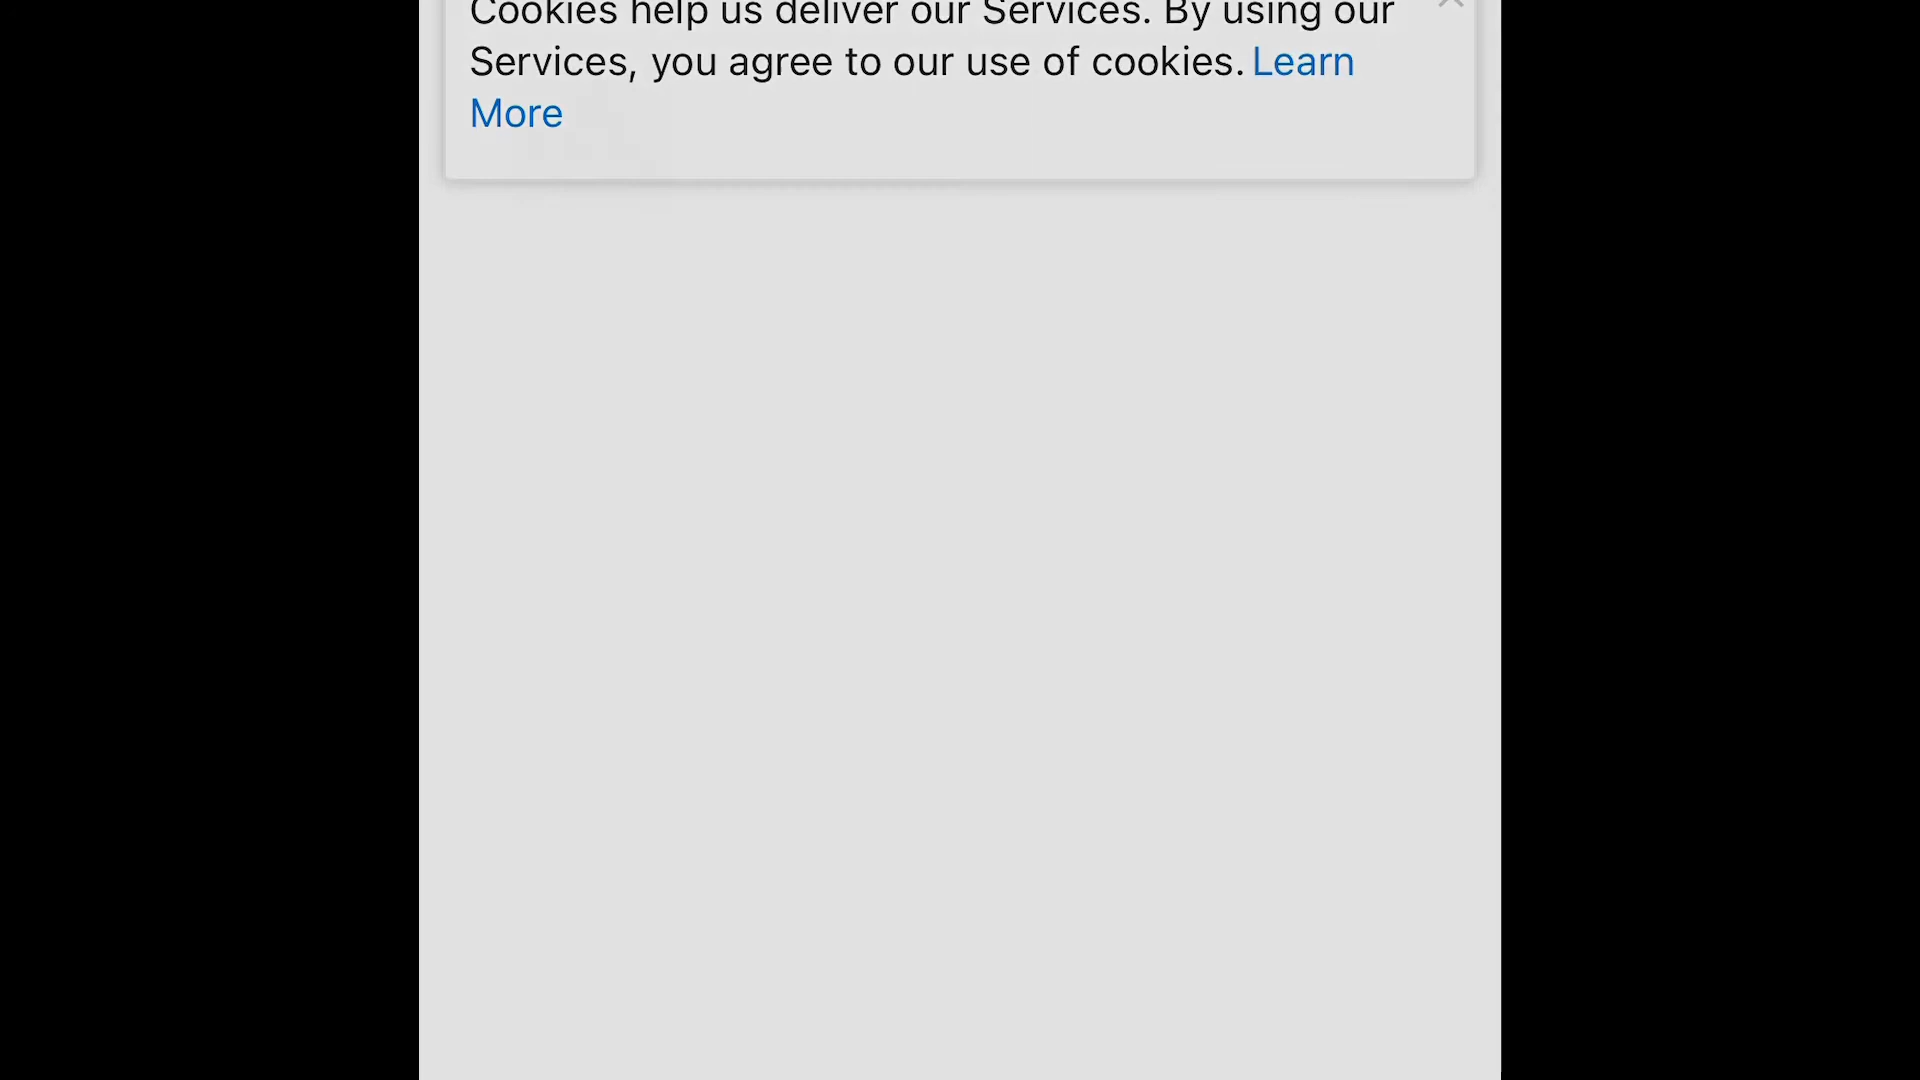 Cookies help us deliver our Services. By using our
Services, you agree to our use of cookies. Learn
More